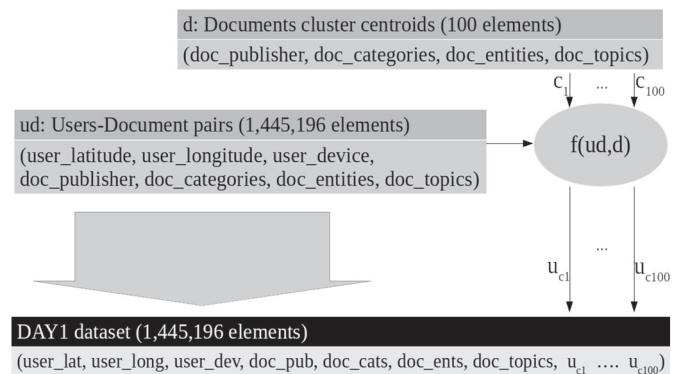 d: Documents cluster centroids (100 elements)
(doc_publisher, doc_categories, doc_entities, doc_topics)
c1 ... c100
ud: Users-Document pairs (1,445,196 elements)
(user_latitude, user_longitude, user_device,
doc_publisher, doc_categories, doc_entities, doc_topics)
f(ud,d)
...
uc1 uc100
DAY1 dataset (1,445,196 elements)
(user_lat, user_long, user_dev, doc_pub, doc_cats, doc_ents, doc_topics, uc1 .... uc100)